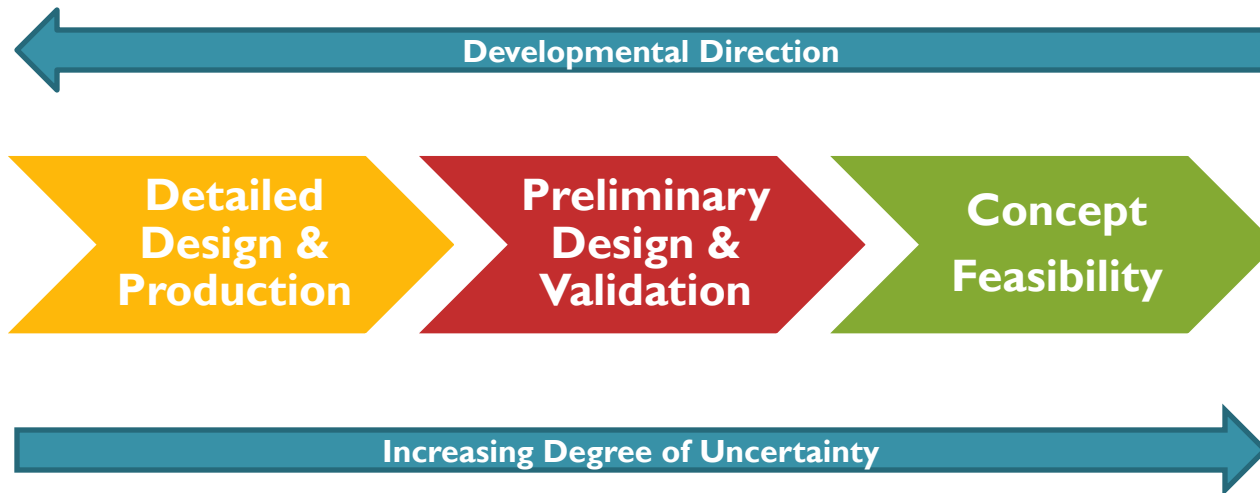 Developmental Direction
Detailed
Design &
Production
Preliminary
Design &
Validation
Concept
Feasibility
Increasing Degree of Uncertainty